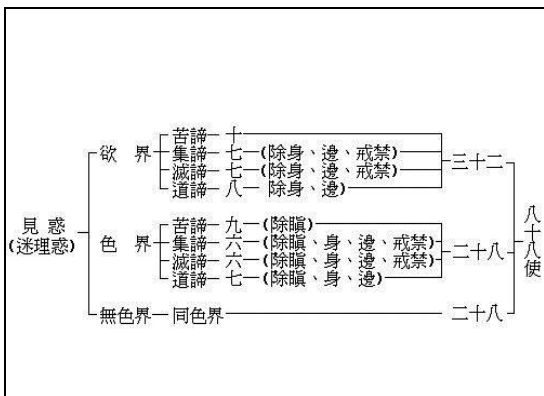 苦諦 十
集諦 七 (除身、邊、戒禁)
欲界 滅諦 七 (除身、邊、戒禁) 三十二
道諦 八 除身、邊)
苦諦 九 (除瞋)
見惑 集諦 六 (除瞋、身、邊、戒禁) 八十八使
(迷理惑) 色界 滅諦 六 (除瞋、身、邊、戒禁) 二十八
道諦 七 (除瞋、身、邊)
無色界 同色界 二十八